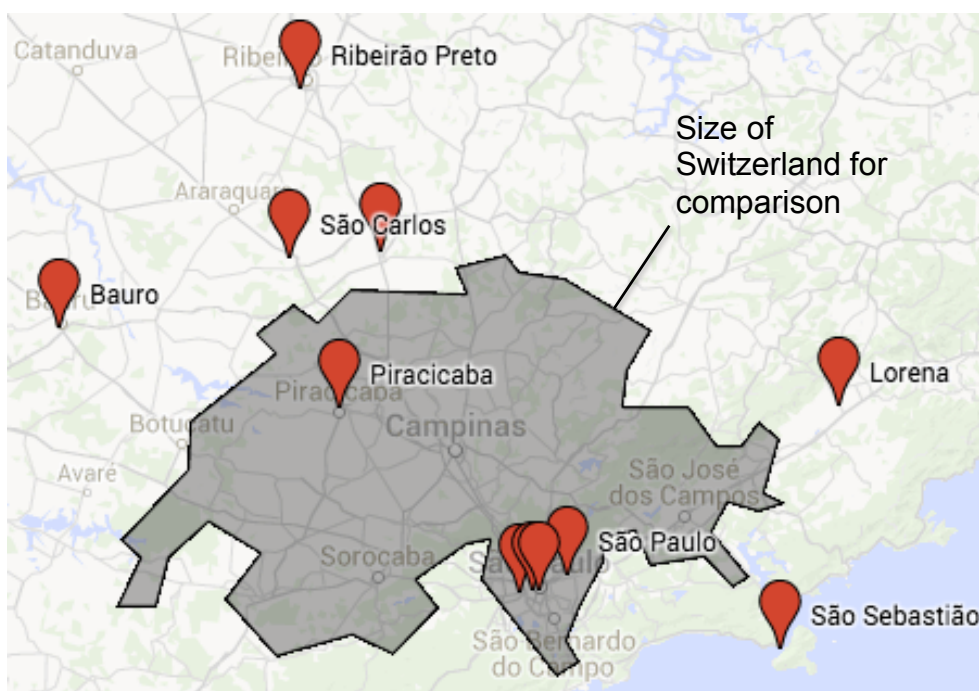 Catanduva
Ribeirão Preto
Size of
Switzerland for
comparison
Araraquara
São Carlos
Bauro
Piracicaba
Lorena
Piracicaba
Botucatu
Campinas
Avaré
São José
dos Campos
São Paulo
Sorocaba
São Sebastião
São Bernardo
do Campo